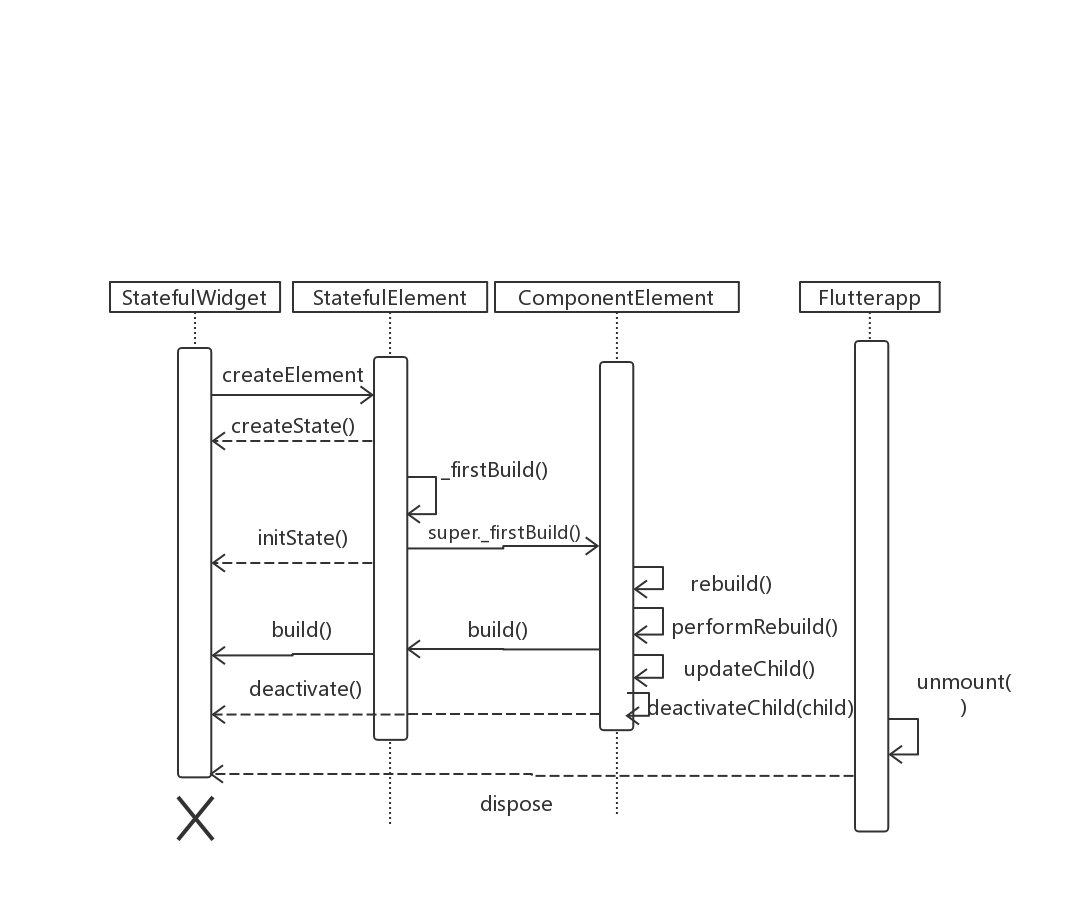 StatefulWidget
StatefulElement
ComponentElement
Flutterapp
createElement
createState()
_firstBuild()
super._firstBuild()
initState()
rebuild()
performRebuild()
build()
build()
updateChild()
deactivate()
deactivateChild(child)
unmount(
)
dispose